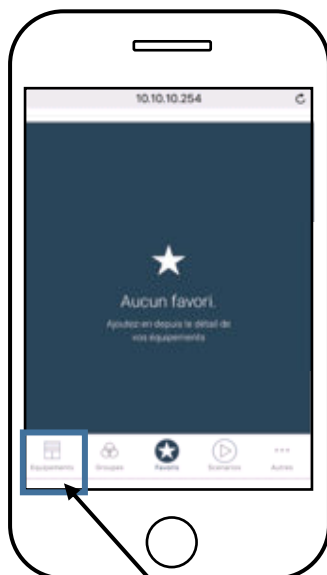 10.10.10.254
Aucun favori.
Ajoutez-en depuis le détail de
vos équipements
Equipements Groupes Favoris Scénarios Autres